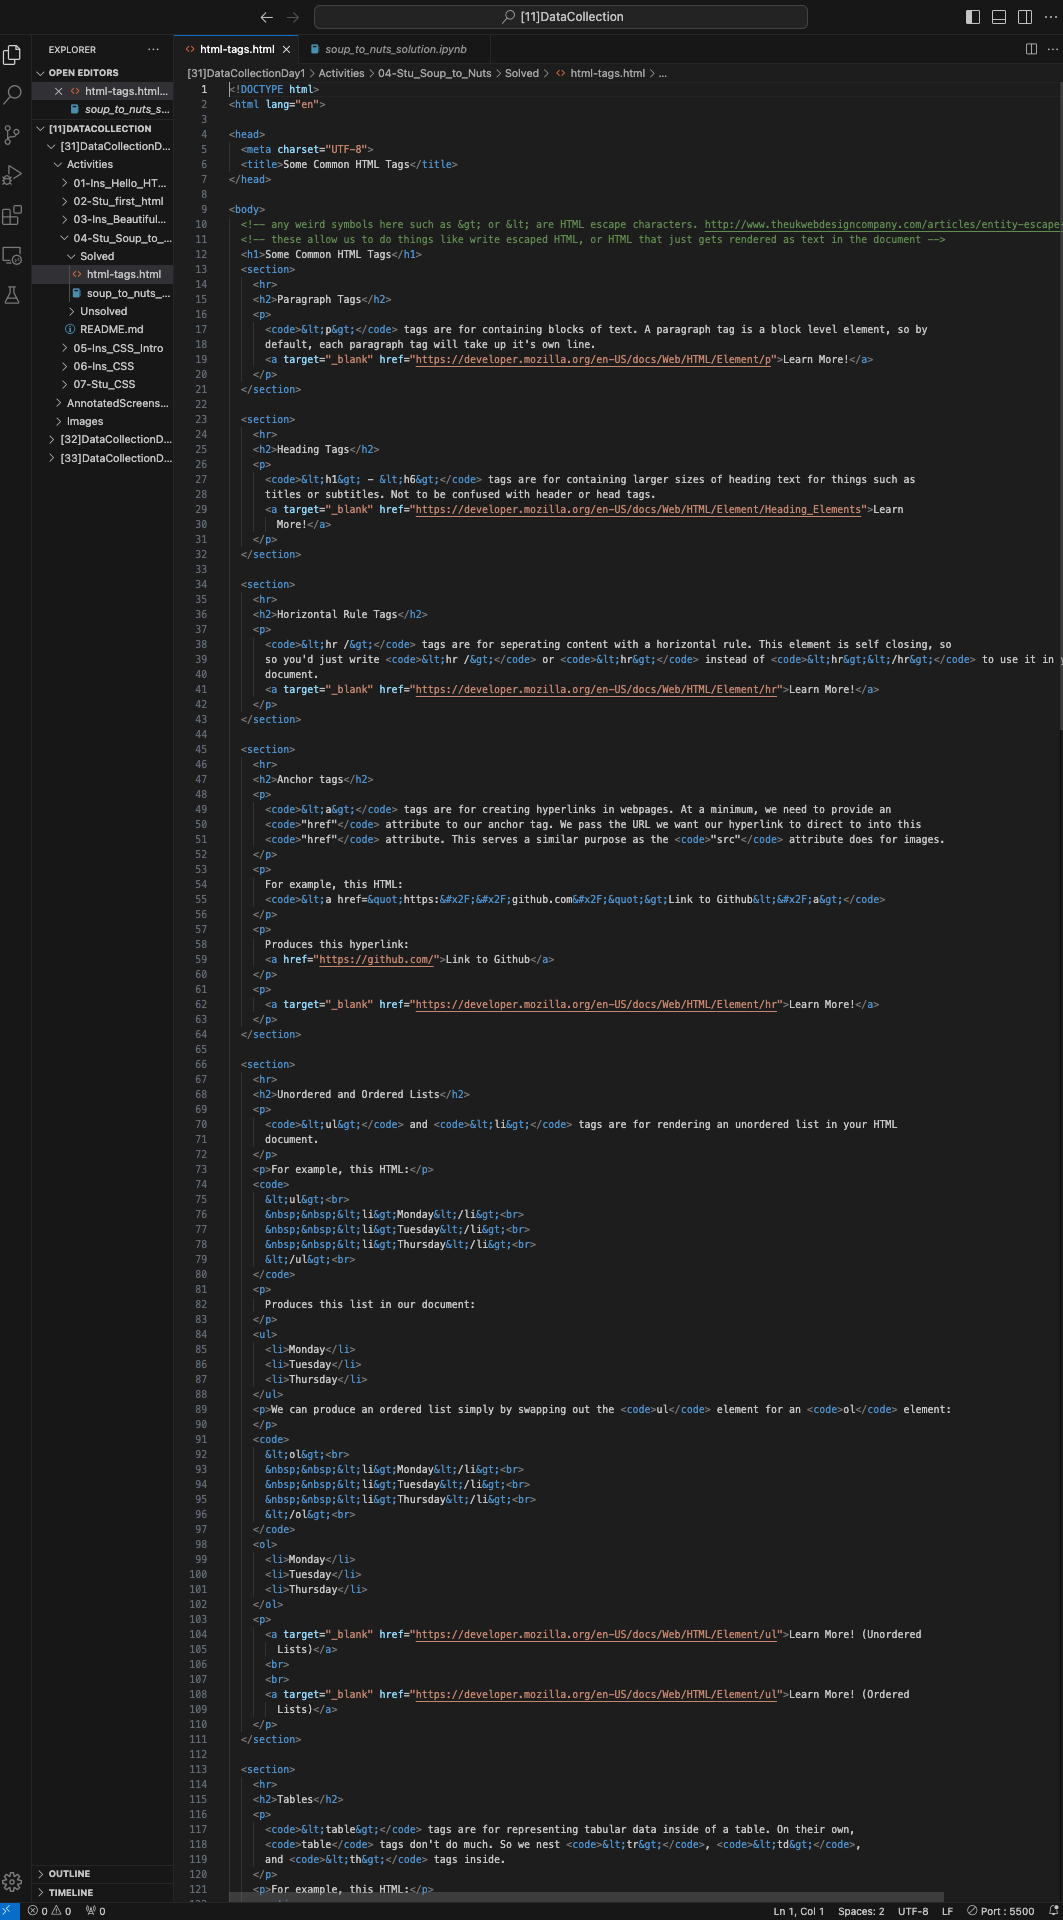 [11]DataCollection
EXPLORER
OPEN EDITORS
html-tags.html...
soup_to_nuts_s...
[11]DATACOLLECTION
[31]DataCollectionD...
Activities
01-Ins_Hello_HT...
02-Stu_first_html
03-Ins_Beautiful...
04-Stu_Soup_to_...
Solved
html-tags.html
soup_to_nuts_...
Unsolved
README.md
05-Ins_CSS_Intro
06-Ins_CSS
07-Stu_CSS
AnnotatedScreens...
Images
[32]DataCollectionD...
[33]DataCollectionD...
OUTLINE
TIMELINE
html-tags.html
soup_to_nuts_solution.ipynb
[31]DataCollectionDay1 > Activities > 04-Stu_Soup_to_Nuts > Solved > html-tags.html > ...
1 <!DOCTYPE html>
2 <html lang="en">
3
4 <head>
5 <meta charset="UTF-8">
6 <title>Some Common HTML Tags</title>
7 </head>
8
9 <body>
10 <!-- any weird symbols here such as &gt; or &lt; are HTML escape characters. http://www.theukwebdesigncompany.com/articles/entity-escape-
11 <!-- these allow us to do things like write escaped HTML, or HTML that just gets rendered as text in the document -->
12 <h1>Some Common HTML Tags</h1>
13 <section>
14 <hr>
15 <h2>Paragraph Tags</h2>
16 <p>
17 <code>&lt;p&gt;</code> tags are for containing blocks of text. A paragraph tag is a block level element, so by
18 default, each paragraph tag will take up it's own line.
19 <a target="_blank" href="https://developer.mozilla.org/en-US/docs/Web/HTML/Element/p">Learn More!</a>
20 </p>
21 </section>
22
23 <section>
24 <hr>
25 <h2>Heading Tags</h2>
26 <p>
27 <code>&lt;h1&gt; - &lt;h6&gt;</code> tags are for containing larger sizes of heading text for things such as
28 titles or subtitles. Not to be confused with header or head tags.
29 <a target="_blank" href="https://developer.mozilla.org/en-US/docs/Web/HTML/Element/Heading_Elements">Learn
30 More!</a>
31 </p>
32 </section>
33
34 <section>
35 <hr>
36 <h2>Horizontal Rule Tags</h2>
37 <p>
38 <code>&lt;hr /&gt;</code> tags are for seperating content with a horizontal rule. This element is self closing, so
39 so you'd just write <code>&lt;hr /&gt;</code> or <code>&lt;hr&gt;</code> instead of <code>&lt;hr&gt;&lt;/hr&gt;</code> to use it in
40 document.
41 <a target="_blank" href="https://developer.mozilla.org/en-US/docs/Web/HTML/Element/hr">Learn More!</a>
42 </p>
43 </section>
44
45 <section>
46 <hr>
47 <h2>Anchor tags</h2>
48 <p>
49 <code>&lt;a&gt;</code> tags are for creating hyperlinks in webpages. At a minimum, we need to provide an
50 <code>"href"</code> attribute to our anchor tag. We pass the URL we want our hyperlink to direct to into this
51 <code>"href"</code> attribute. This serves a similar purpose as the <code>"src"</code> attribute does for images.
52 </p>
53 <p>
54 For example, this HTML:
55 <code>&lt;a href=&quot;https:&#x2F;&#x2F;github.com&#x2F;&quot;&gt;Link to Github&lt;&#x2F;a&gt;</code>
56 </p>
57 <p>
58 Produces this hyperlink:
59 <a href="https://github.com/">Link to Github</a>
60 </p>
61 <p>
62 <a target="_blank" href="https://developer.mozilla.org/en-US/docs/Web/HTML/Element/hr">Learn More!</a>
63 </p>
64 </section>
65
66 <section>
67 <hr>
68 <h2>Unordered and Ordered Lists</h2>
69 <p>
70 <code>&lt;ul&gt;</code> and <code>&lt;li&gt;</code> tags are for rendering an unordered list in your HTML
71 document.
72 </p>
73 <p>For example, this HTML:</p>
74 <code>
75 &lt;ul&gt;<br>
76 &nbsp;&nbsp;&lt;li&gt;Monday&lt;/li&gt;<br>
77 &nbsp;&nbsp;&lt;li&gt;Tuesday&lt;/li&gt;<br>
78 &nbsp;&nbsp;&lt;li&gt;Thursday&lt;/li&gt;<br>
79 &lt;/ul&gt;<br>
80 </code>
81 <p>
82 Produces this list in our document:
83 </p>
84 <ul>
85 <li>Monday</li>
86 <li>Tuesday</li>
87 <li>Thursday</li>
88 </ul>
89 <p>We can produce an ordered list simply by swapping out the <code>ul</code> element for an <code>ol</code> element:
90 </p>
91 <code>
92 &lt;ol&gt;<br>
93 &nbsp;&nbsp;&lt;li&gt;Monday&lt;/li&gt;<br>
94 &nbsp;&nbsp;&lt;li&gt;Tuesday&lt;/li&gt;<br>
95 &nbsp;&nbsp;&lt;li&gt;Thursday&lt;/li&gt;<br>
96 &lt;/ol&gt;<br>
97 </code>
98 <ol>
99 <li>Monday</li>
100 <li>Tuesday</li>
101 <li>Thursday</li>
102 </ol>
103 <p>
104 <a target="_blank" href="https://developer.mozilla.org/en-US/docs/Web/HTML/Element/ul">Learn More! (Unordered
105 Lists)</a>
106 <br>
107 <br>
108 <a target="_blank" href="https://developer.mozilla.org/en-US/docs/Web/HTML/Element/ul">Learn More! (Ordered
109 Lists)</a>
110 </p>
111 </section>
112
113 <section>
114 <hr>
115 <h2>Tables</h2>
116 <p>
117 <code>&lt;table&gt;</code> tags are for representing tabular data inside of a table. On their own,
118 <code>table</code> tags don't do much. So we nest <code>&lt;tr&gt;</code>, <code>&lt;td&gt;</code>,
119 and <code>&lt;th&gt;</code> tags inside.
120 </p>
121 <p>For example, this HTML:</p>
0 0 0
Ln 1, Col 1 Spaces: 2 UTF-8 LF Port : 5500